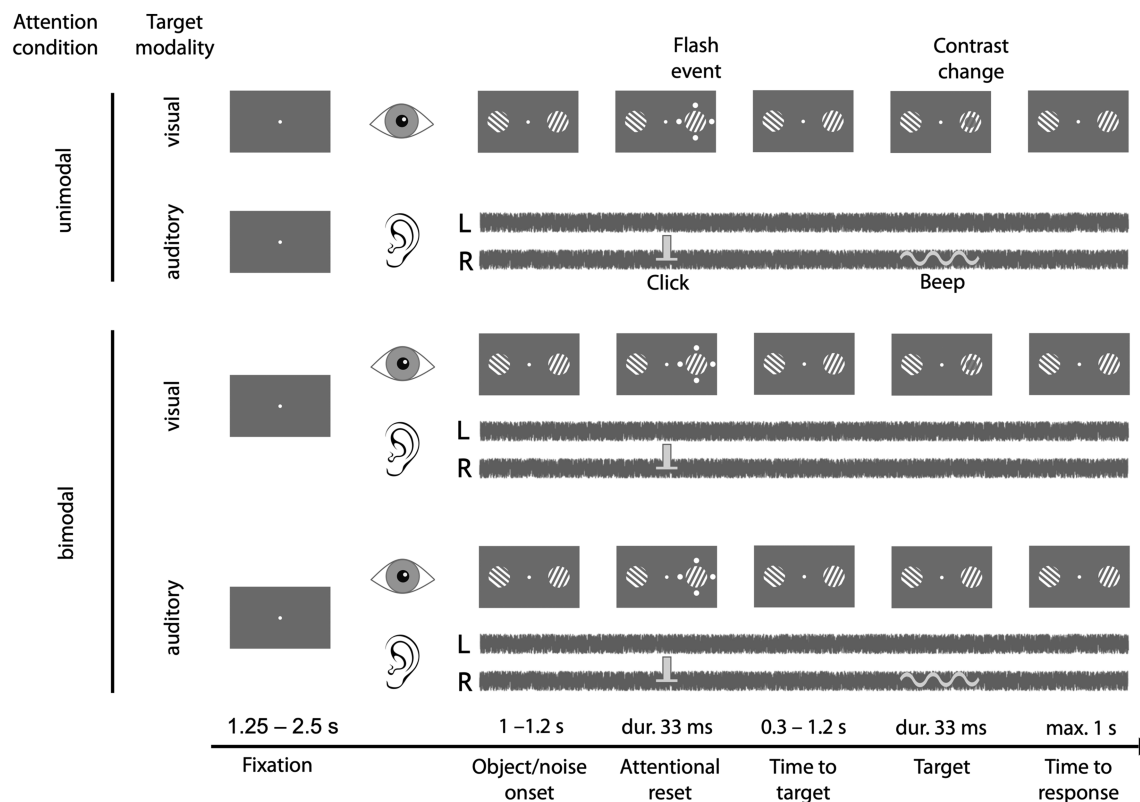 Attention
condition
Target
modality
Flash
event
Contrast
change
unimodal
visual
auditory
L
R
Click
Beep
bimodal
visual
L
R
auditory
L
R
1.25 – 2.5 s
1 –1.2 s
dur. 33 ms
0.3 – 1.2 s
dur. 33 ms
max. 1 s
Fixation
Object/noise
onset
Attentional
reset
Time to
target
Target
Time to
response